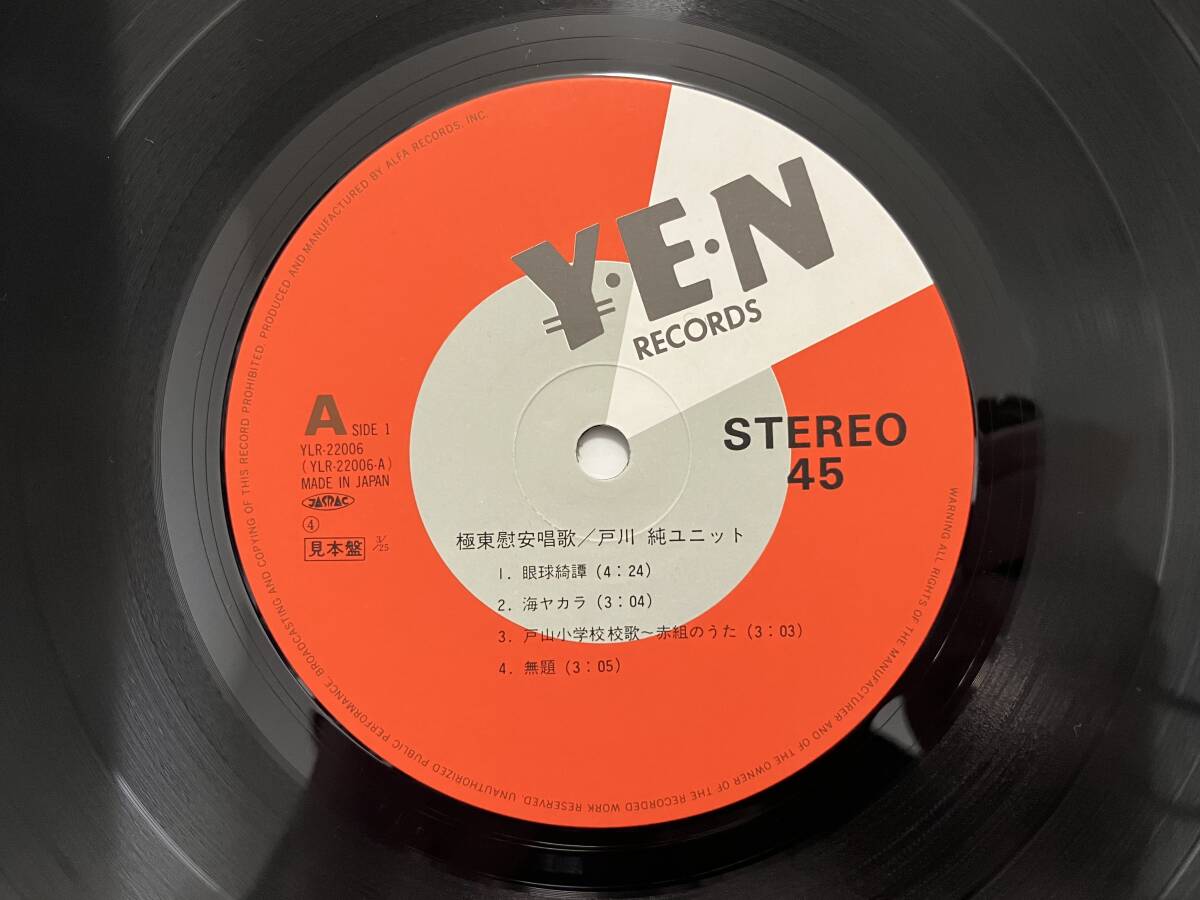 Y·E·N
RECORDS
STEREO
45
A SIDE 1
YLR-22006
(YLR-22006-A)
MADE IN JAPAN
JASRAC
④
見本盤 3/25
極東慰安唱歌/戸川 純ユニット
1. 眼球綺譚 (4:24)
2. 海ヤカラ (3:04)
3. 戸山小学校校歌~赤組のうた (3:03)
4. 無題 (3:05)
WARNING: ALL RIGHTS OF THE MANUFACTURER AND OF THE OWNER OF THE RECORDED WORK RESERVED. UNAUTHORIZED PUBLIC PERFORMANCE, BROADCASTING AND COPYING OF THIS RECORD PROHIBITED. PRODUCED AND MANUFACTURED BY ALFA RECORDS, INC.